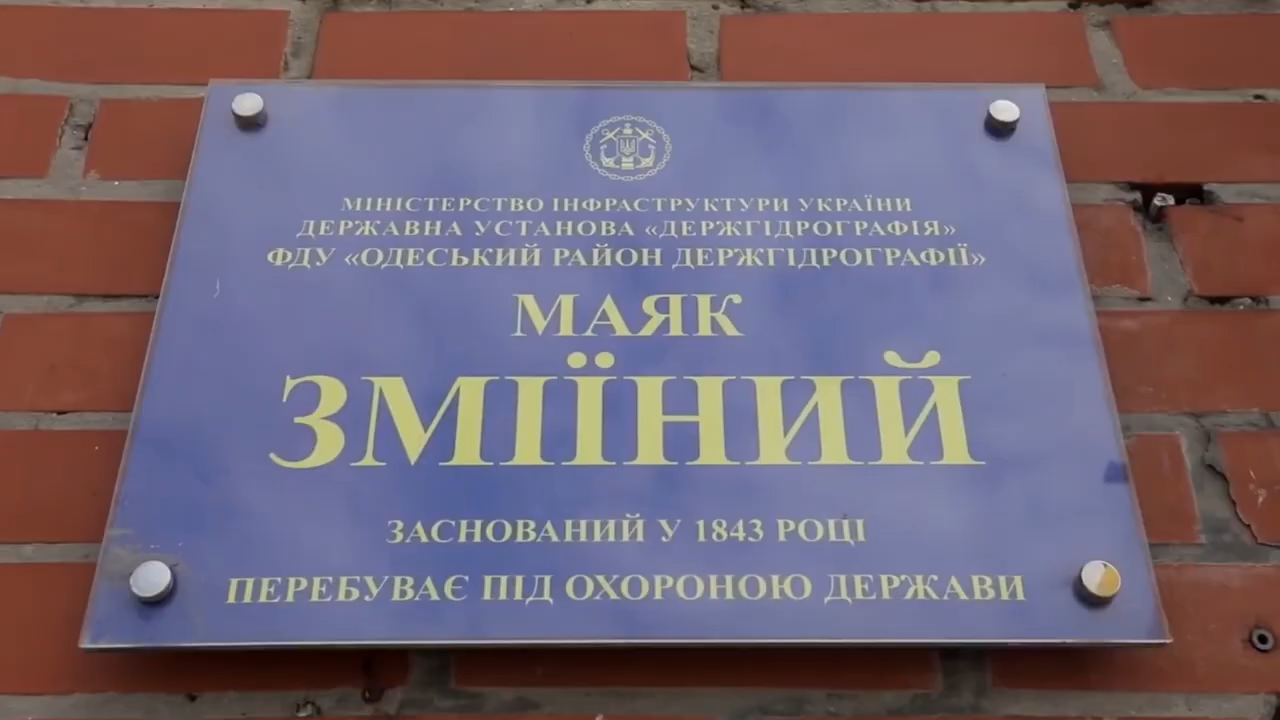 МІНІСТЕРСТВО ІНФРАСТРУКТУРИ УКРАЇНИ
ДЕРЖАВНА УСТАНОВА «ДЕРЖГІДРОГРАФІЯ»
ФДУ «ОДЕСЬКИЙ РАЙОН ДЕРЖГІДРОГРАФІЇ»
МАЯК
ЗМІЇНИЙ
ЗАСНОВАНИЙ У 1843 РОЦІ
ПЕРЕБУВАЄ ПІД ОХОРОНОЮ ДЕРЖАВИ